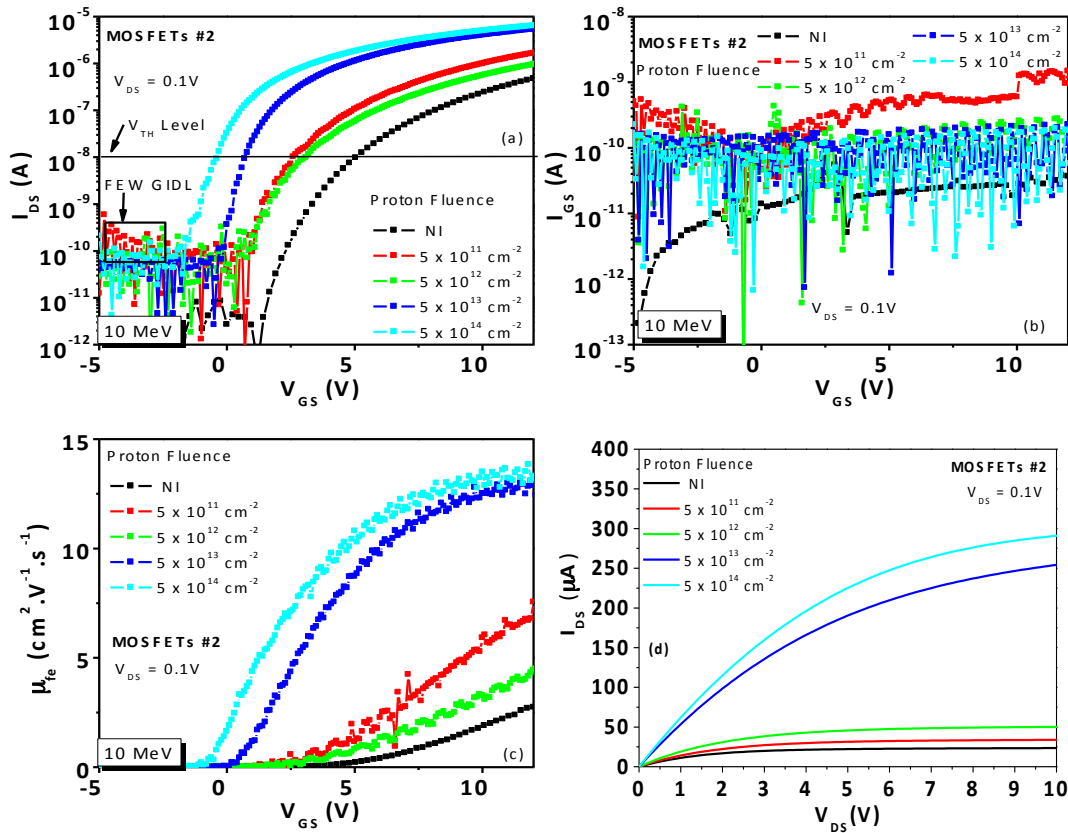 MOSFETs #2
V_DS = 0.1V
V_TH Level
FEW GIDL
(a)
Proton Fluence
NI
5 x 10^11 cm^-2
5 x 10^12 cm^-2
5 x 10^13 cm^-2
5 x 10^14 cm^-2
10 MeV
10^-5
10^-6
10^-7
10^-8
10^-9
10^-10
10^-11
10^-12
I_DS (A)
-5 0 5 10
V_GS (V)
MOSFETs #2
Proton Fluence
NI
5 x 10^11 cm^-2
5 x 10^12 cm^-2
5 x 10^13 cm^-2
5 x 10^14 cm^-2
10^-8
10^-9
10^-10
10^-11
10^-12
10^-13
I_GS (A)
V_DS = 0.1V
(b)
10 MeV
-5 0 5 10
V_GS (V)
Proton Fluence
NI
5 x 10^11 cm^-2
5 x 10^12 cm^-2
5 x 10^13 cm^-2
5 x 10^14 cm^-2
MOSFETs #2
V_DS = 0.1V
10 MeV
(c)
15
10
5
0
μ_fe (cm^2.V^-1.s^-1)
-5 0 5 10
V_GS (V)
Proton Fluence
NI
5 x 10^11 cm^-2
5 x 10^12 cm^-2
5 x 10^13 cm^-2
5 x 10^14 cm^-2
MOSFETs #2
V_DS = 0.1V
(d)
400
350
300
250
200
150
100
50
0
I_DS (μA
0 1 2 3 4 5 6 7 8 9 10
V_DS(V)